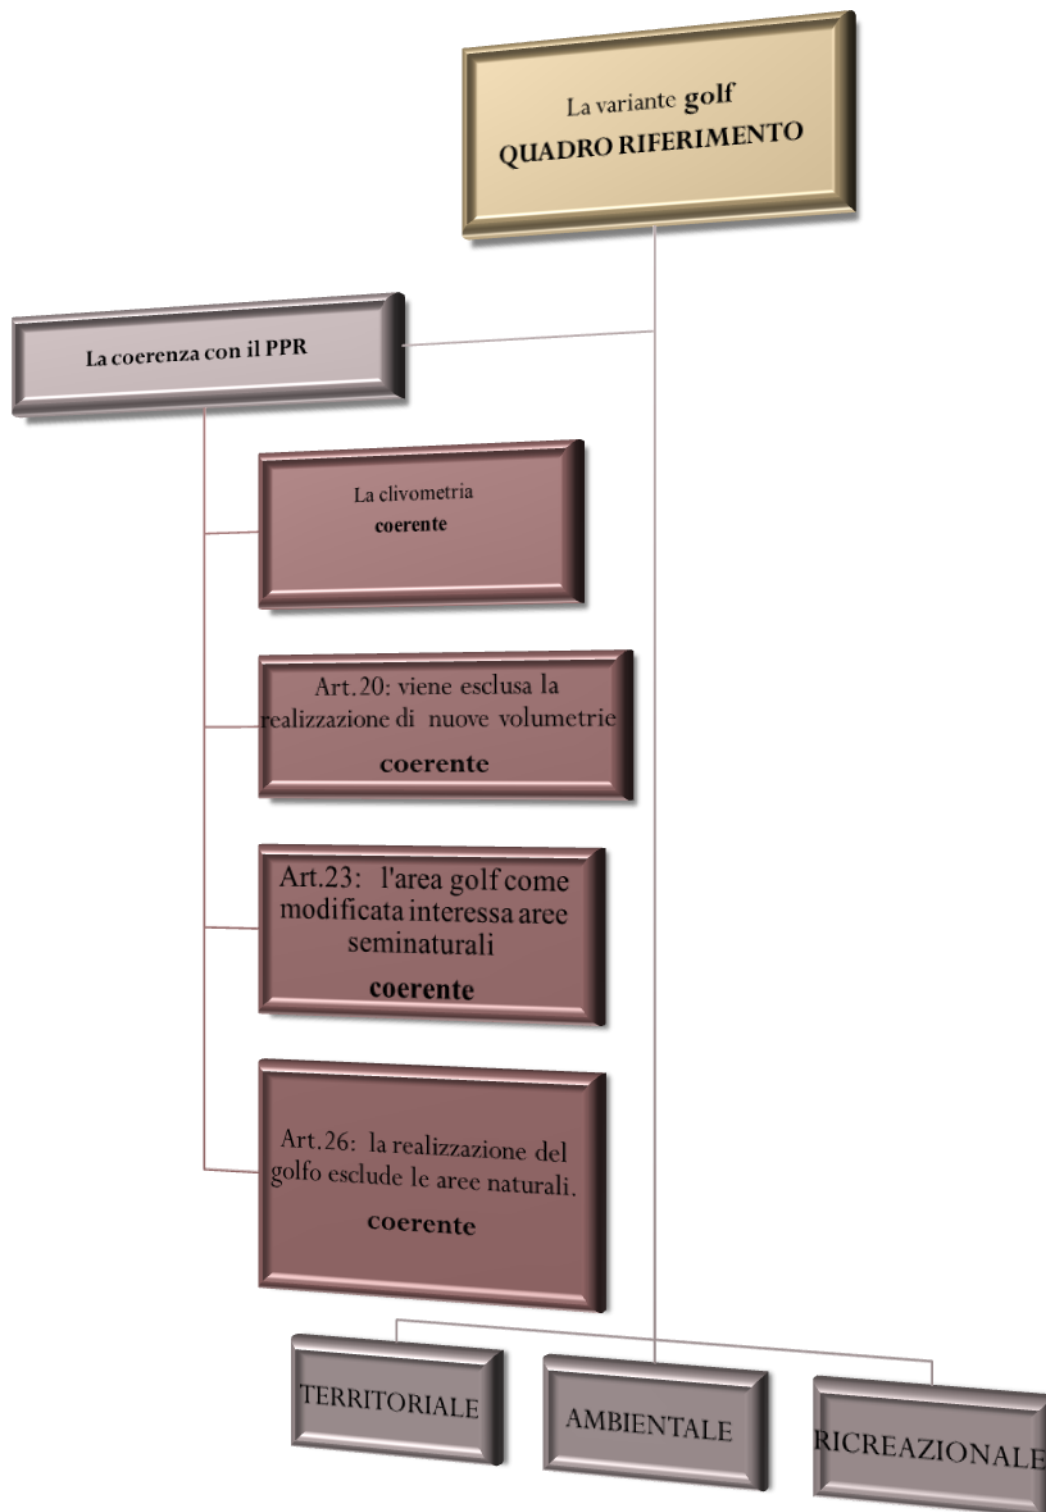 La variante golf
QUADRO RIFERIMENTO
La coerenza con il PPR
La clivometria
coerente
Art.20: viene esclusa la
realizzazione di nuove volumetrie
coerente
Art.23: l'area golf come
modificata interessa aree
seminaturali
coerente
Art.26: la realizzazione del
golfo esclude le aree naturali.
coerente
TERRITORIALE
AMBIENTALE
RICREAZIONALE